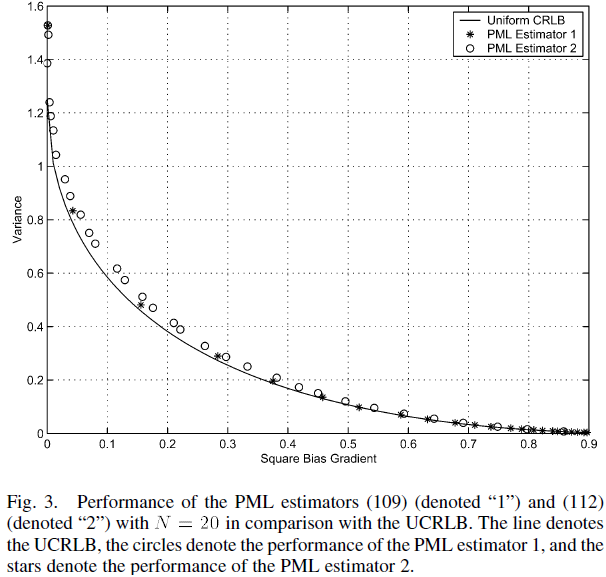 1.6
1.4
1.2
1
0.8
0.6
0.4
0.2
0
Variance
Uniform CRLB
PML Estimator 1
PML Estimator 2
0 0.1 0.2 0.3 0.4 0.5 0.6 0.7 0.8 0.9
Square Bias Gradient
Fig. 3. Performance of the PML estimators (109) (denoted “1”) and (112)
(denoted “2”) with N = 20 in comparison with the UCRLB. The line denotes
the UCRLB, the circles denote the performance of the PML estimator 1, and the
stars denote the performance of the PML estimator 2.